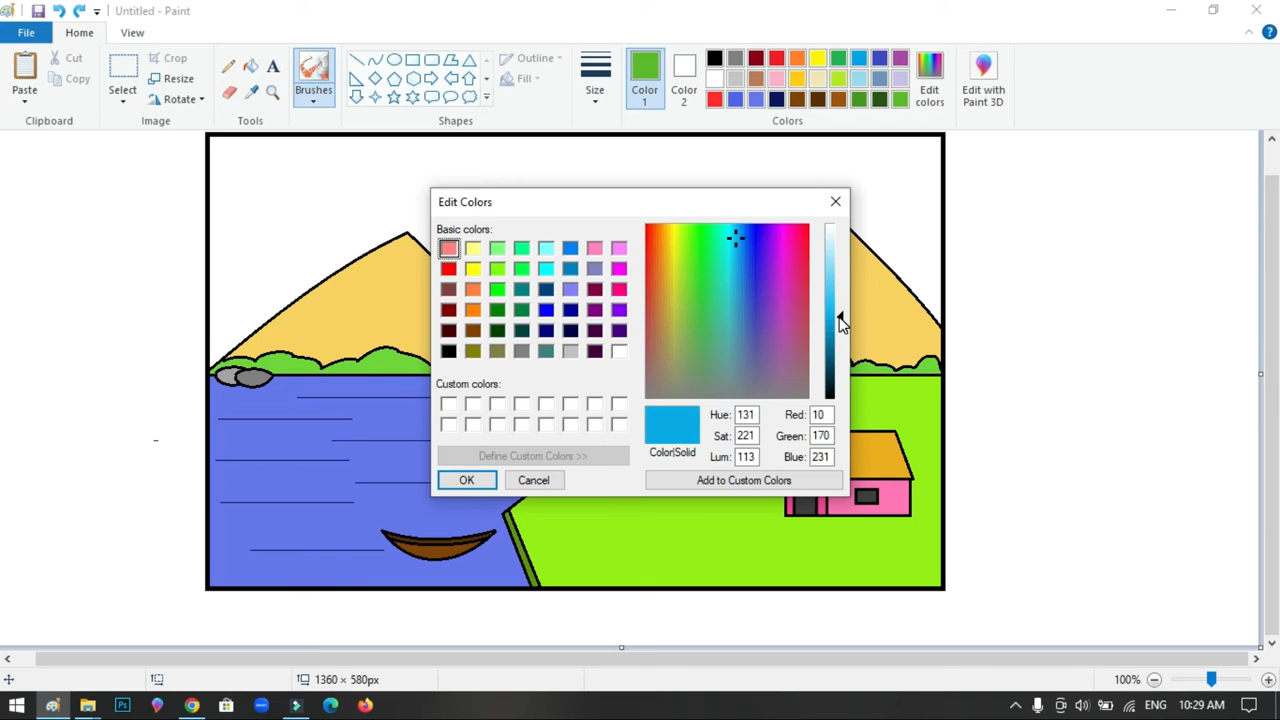 Untitled - Paint
File Home View
Paste
Cut
Copy
Clipboard
Select
Crop
Resize
Rotate
Image
Tools
Brushes
Outline
Fill
Shapes
Size
Color 1
Color 2
Edit colors
Colors
Edit with Paint 3D
Edit Colors
Basic colors:
Custom colors:
Define Custom Colors >>
OK Cancel
Color|Solid
Hue: 131 Red: 10
Sat: 221 Green: 170
Lum: 113 Blue: 231
Add to Custom Colors
1360 × 580px
100%
Ps
10:29 AM